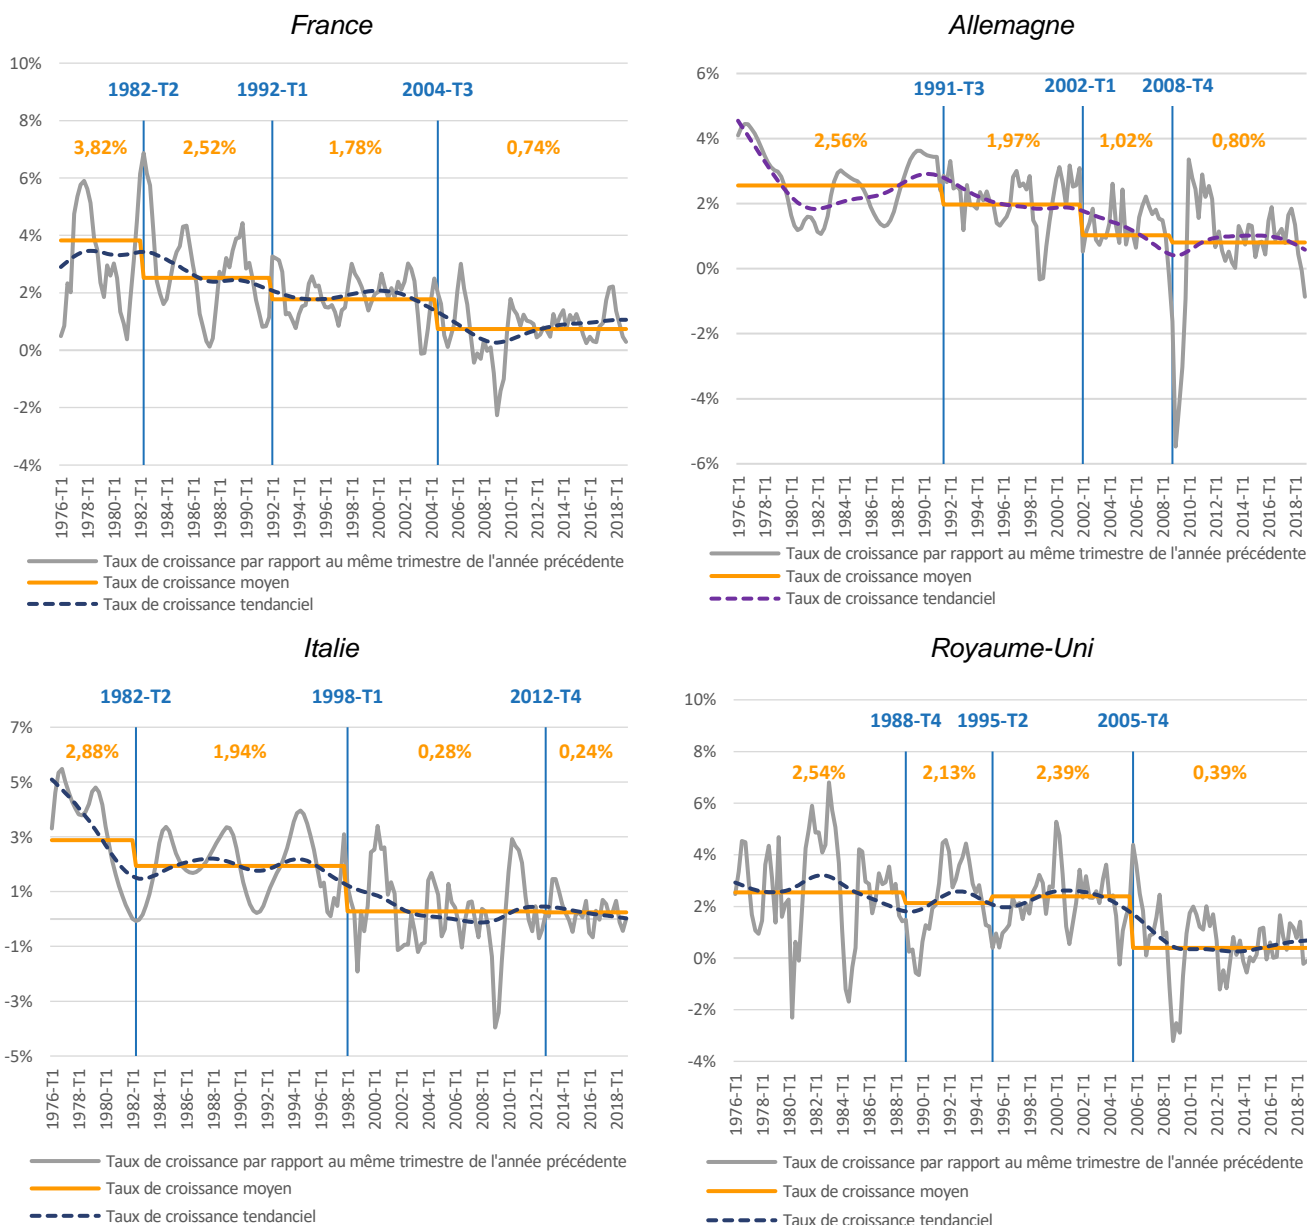 France
10%
8%
6%
4%
2%
0%
-2%
-4%
1982-T2
1992-T1
2004-T3
3,82%
2,52%
1,78%
0,74%
1976-T1
1978-T1
1980-T1
1982-T1
1984-T1
1986-T1
1988-T1
1990-T1
1992-T1
1994-T1
1996-T1
1998-T1
2000-T1
2002-T1
2004-T1
2006-T1
2008-T1
2010-T1
2012-T1
2014-T1
2016-T1
2018-T1
Taux de croissance par rapport au même trimestre de l'année précédente
Taux de croissance moyen
Taux de croissance tendanciel
Allemagne
6%
4%
2%
0%
-2%
-4%
-6%
1991-T3
2002-T1
2008-T4
2,56%
1,97%
1,02%
0,80%
1976-T1
1978-T1
1980-T1
1982-T1
1984-T1
1986-T1
1988-T1
1990-T1
1992-T1
1994-T1
1996-T1
1998-T1
2000-T1
2002-T1
2004-T1
2006-T1
2008-T1
2010-T1
2012-T1
2014-T1
2016-T1
2018-T1
Taux de croissance par rapport au même trimestre de l'année précédente
Taux de croissance moyen
Taux de croissance tendanciel
Italie
7%
5%
3%
1%
-1%
-3%
-5%
1982-T2
1998-T1
2012-T4
2,88%
1,94%
0,28%
0,24%
1976-T1
1978-T1
1980-T1
1982-T1
1984-T1
1986-T1
1988-T1
1990-T1
1992-T1
1994-T1
1996-T1
1998-T1
2000-T1
2002-T1
2004-T1
2006-T1
2008-T1
2010-T1
2012-T1
2014-T1
2016-T1
2018-T1
Taux de croissance par rapport au même trimestre de l'année précédente
Taux de croissance moyen
Taux de croissance tendanciel
Royaume-Uni
10%
8%
6%
4%
2%
0%
-2%
-4%
1988-T4
1995-T2
2005-T4
2,54%
2,13%
2,39%
0,39%
1976-T1
1978-T1
1980-T1
1982-T1
1984-T1
1986-T1
1988-T1
1990-T1
1992-T1
1994-T1
1996-T1
1998-T1
2000-T1
2002-T1
2004-T1
2006-T1
2008-T1
2010-T1
2012-T1
2014-T1
2016-T1
2018-T1
Taux de croissance par rapport au même trimestre de l'année précédente
Taux de croissance moyen
Taux de croissance tendanciel